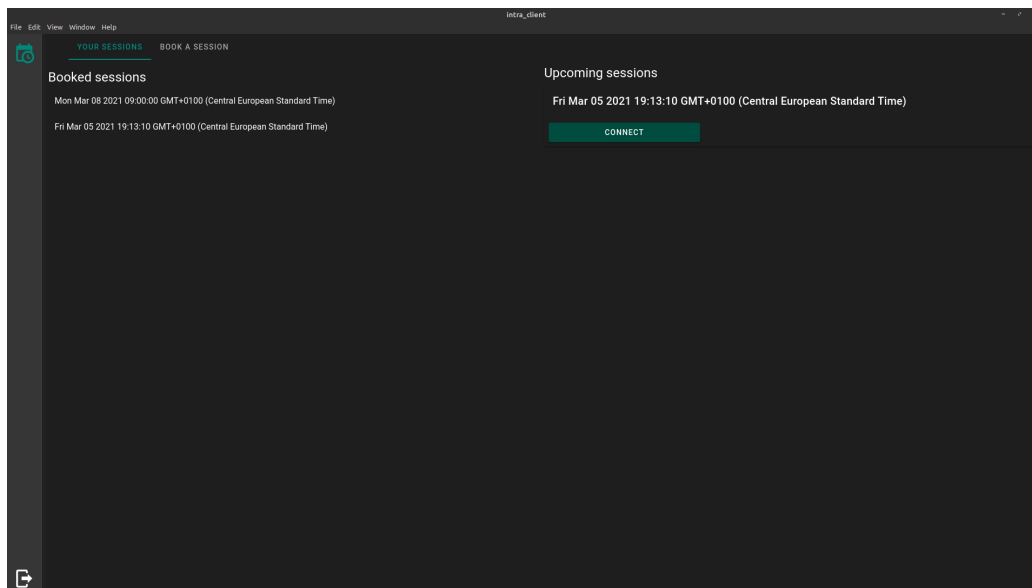 intra_client
File Edit View Window Help
YOUR SESSIONS BOOK A SESSION
Booked sessions
Mon Mar 08 2021 09:00:00 GMT+0100 (Central European Standard Time)
Fri Mar 05 2021 19:13:10 GMT+0100 (Central European Standard Time)
Upcoming sessions
Fri Mar 05 2021 19:13:10 GMT+0100 (Central European Standard Time)
CONNECT